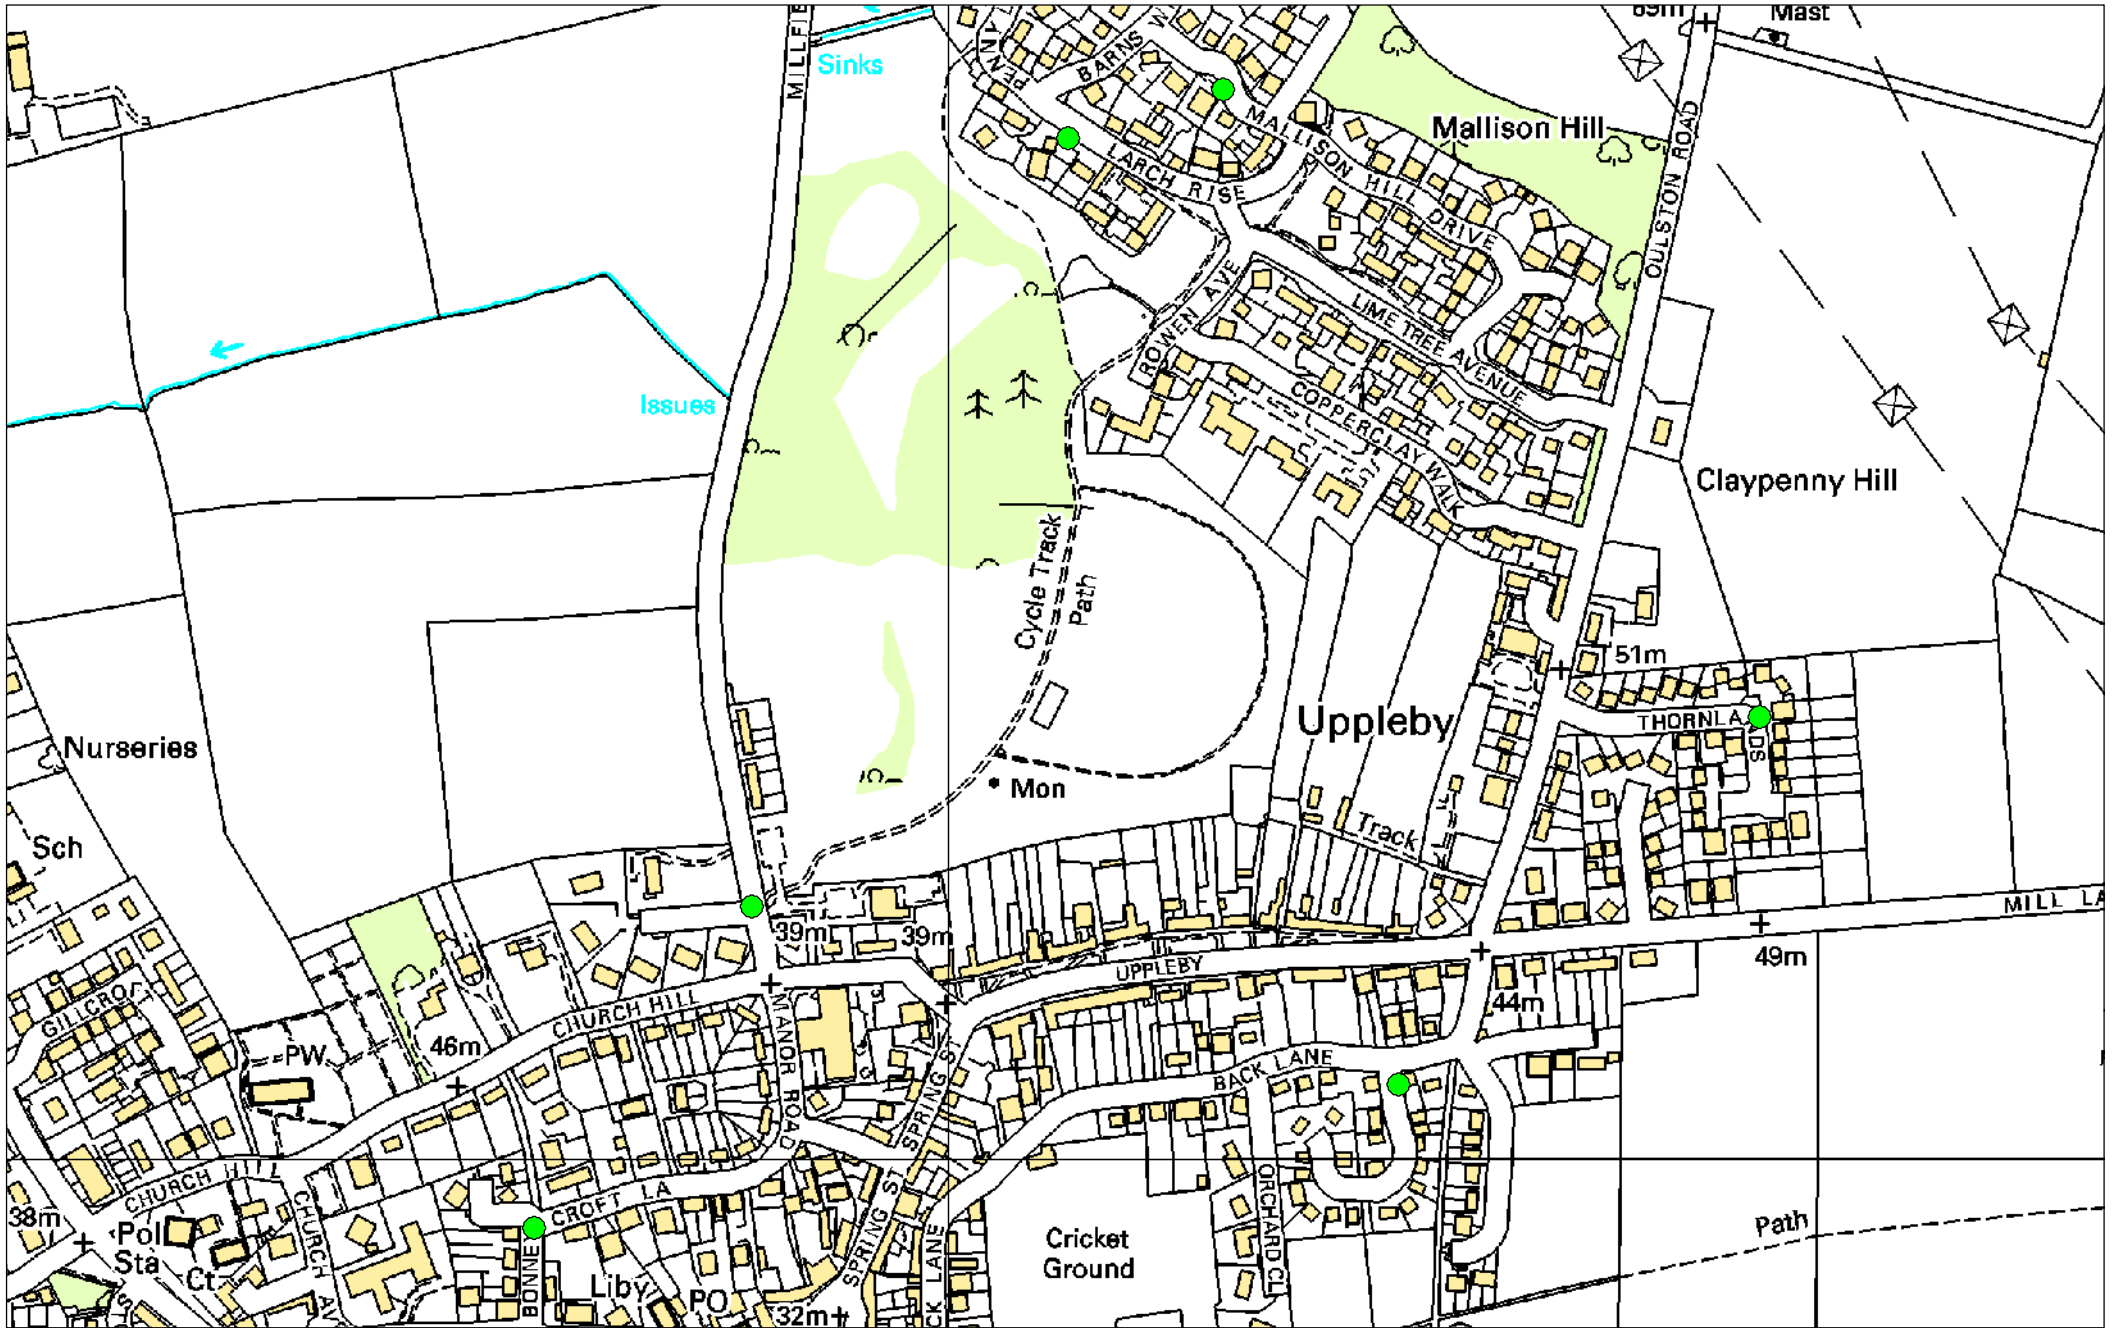 69m
Mast
MILLFIE
Sinks
PEN
BARNS
MALLISON HILL DRIVE
Mallison Hill
LARCH RISE
OULSTON ROAD
ROWEN AVE
LIME TREE AVENUE
Issues
COPPERCLAY WALK
Claypenny Hill
Cycle Track
Path
51m
Uppleby
THORNLA
ADS
Nurseries
Mon
Sch
Track
MILL LA
39m
39m
UPPLEBY
49m
GILLCROF
CHURCH HILL
44m
46m
PW
MANOR ROAD
BACK LANE
SPRING ST
CHURCH HILL
CROFT LA
ORCHARD CL
38m
Pol
Sta
Ct
CHURCH AV
SPRING ST
Cricket
Ground
Path
BONNE
Liby
PO
CK LANE
32m